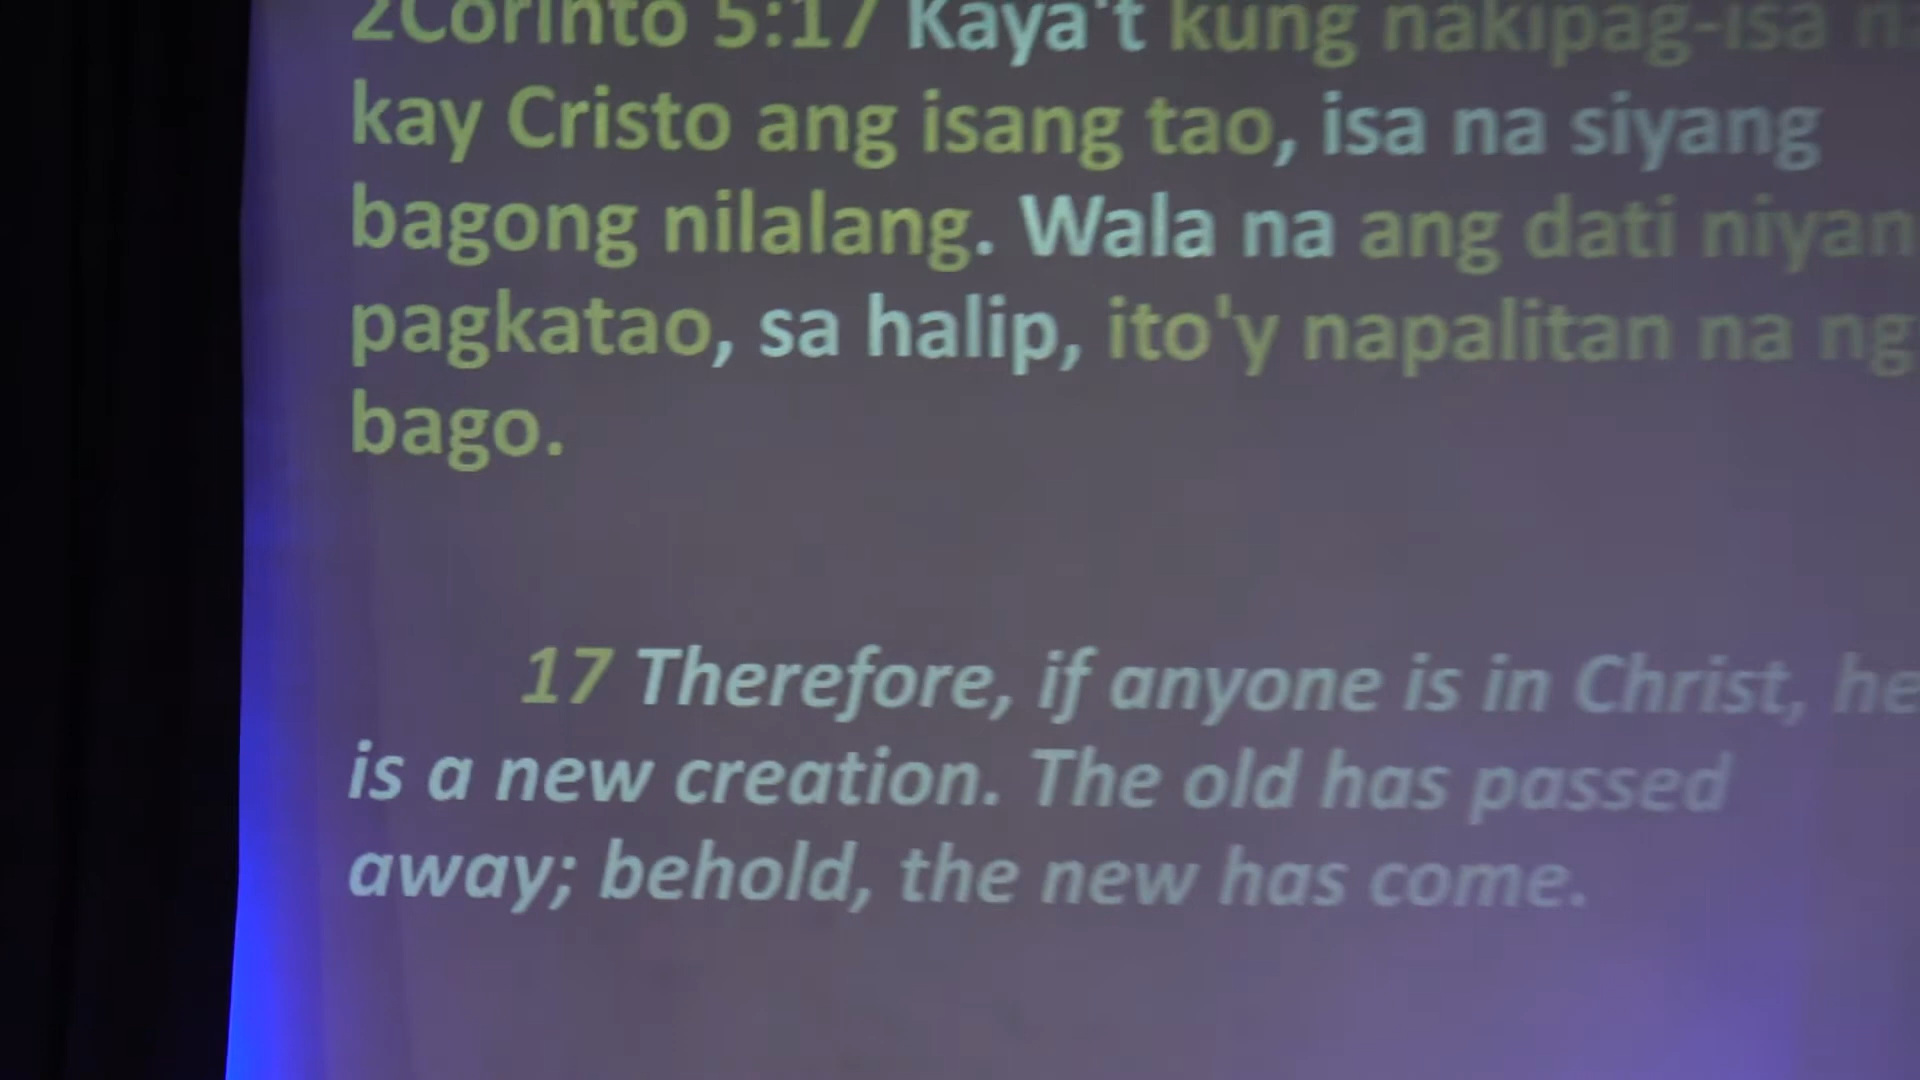 2Corinto 5:17 Kaya't kung nakipag-isa na
kay Cristo ang isang tao, isa na siyang
bagong nilalang. Wala na ang dati niyan
pagkatao, sa halip, ito'y napalitan na ng
bago.
17 Therefore, if anyone is in Christ, he
is a new creation. The old has passed
away; behold, the new has come.